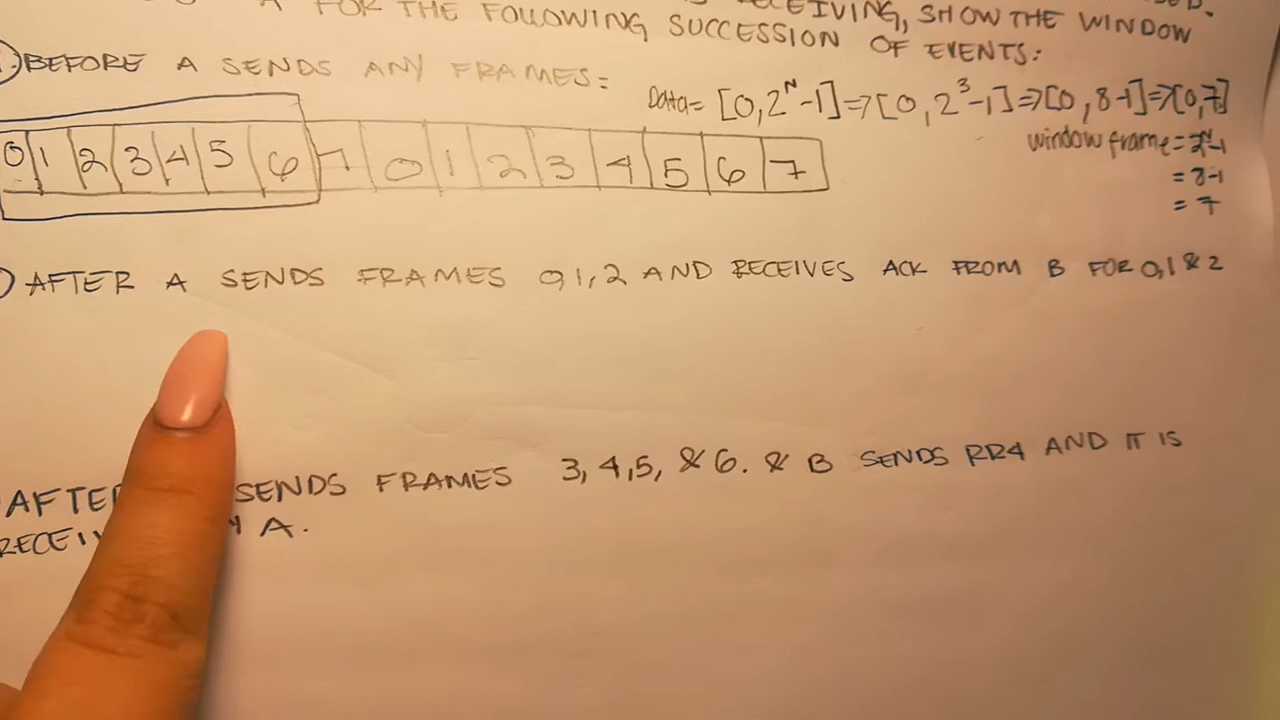 A FOR THE FOLLOWING SUCCESSION OF EVENTS:
RECEIVING, SHOW THE WINDOW
BEFORE A SENDS ANY FRAMES:
Data= [0, 2^N-1]=>[0, 2^3-1]=>[0, 8-1]=>[0,7]
window frame = 2^N-1
= 8-1
= 7
0 1 2 3 4 5 6 7 0 1 2 3 4 5 6 7
AFTER A SENDS FRAMES 0,1,2 AND RECEIVES ACK FROM B FOR 0,1 & 2
SENDS FRAMES 3, 4,5, & 6. & B SENDS RR4 AND IT IS
A.